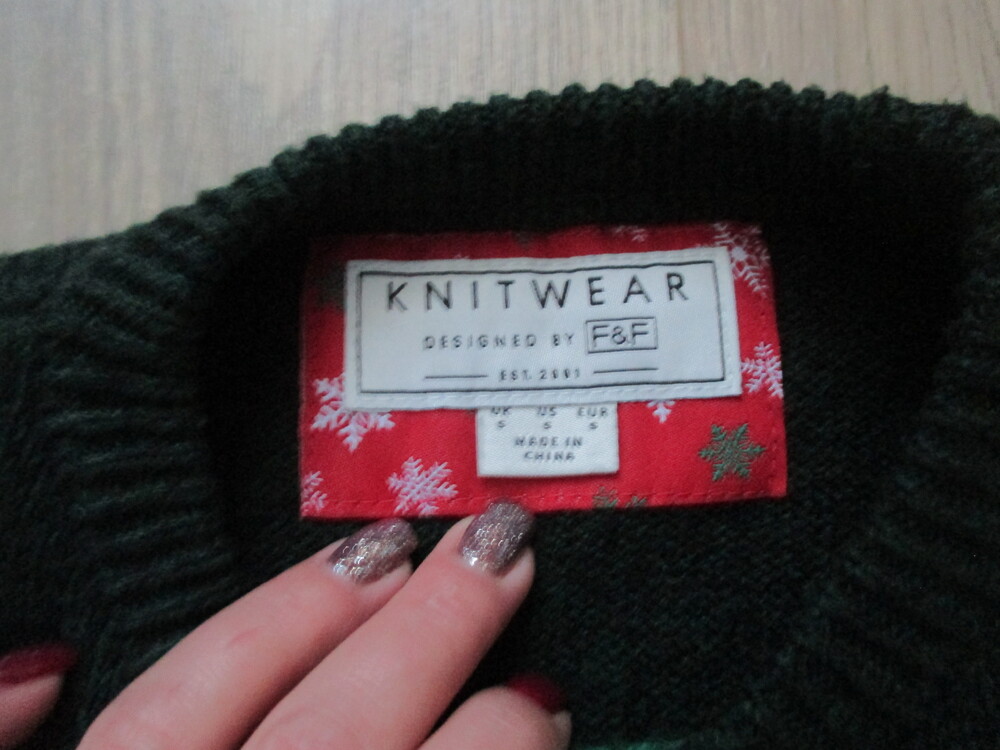 KNITWEAR
DESIGNED BY F&F
EST. 2001
UK US EUR
S S S
MADE IN
CHINA